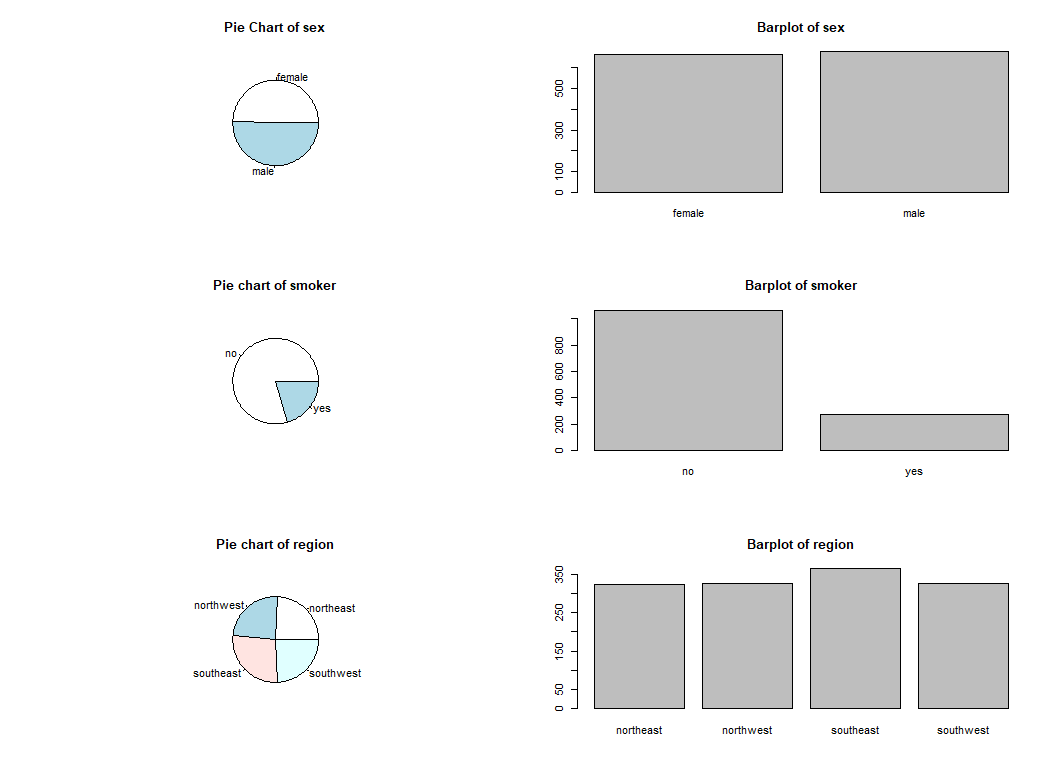 Pie Chart of sex
female
male
Barplot of sex
500
300
100
0
female
male
Pie chart of smoker
no
yes
Barplot of smoker
800
600
400
200
0
no
yes
Pie chart of region
northwest
northeast
southeast
southwest
Barplot of region
350
250
150
50
0
northeast
northwest
southeast
southwest